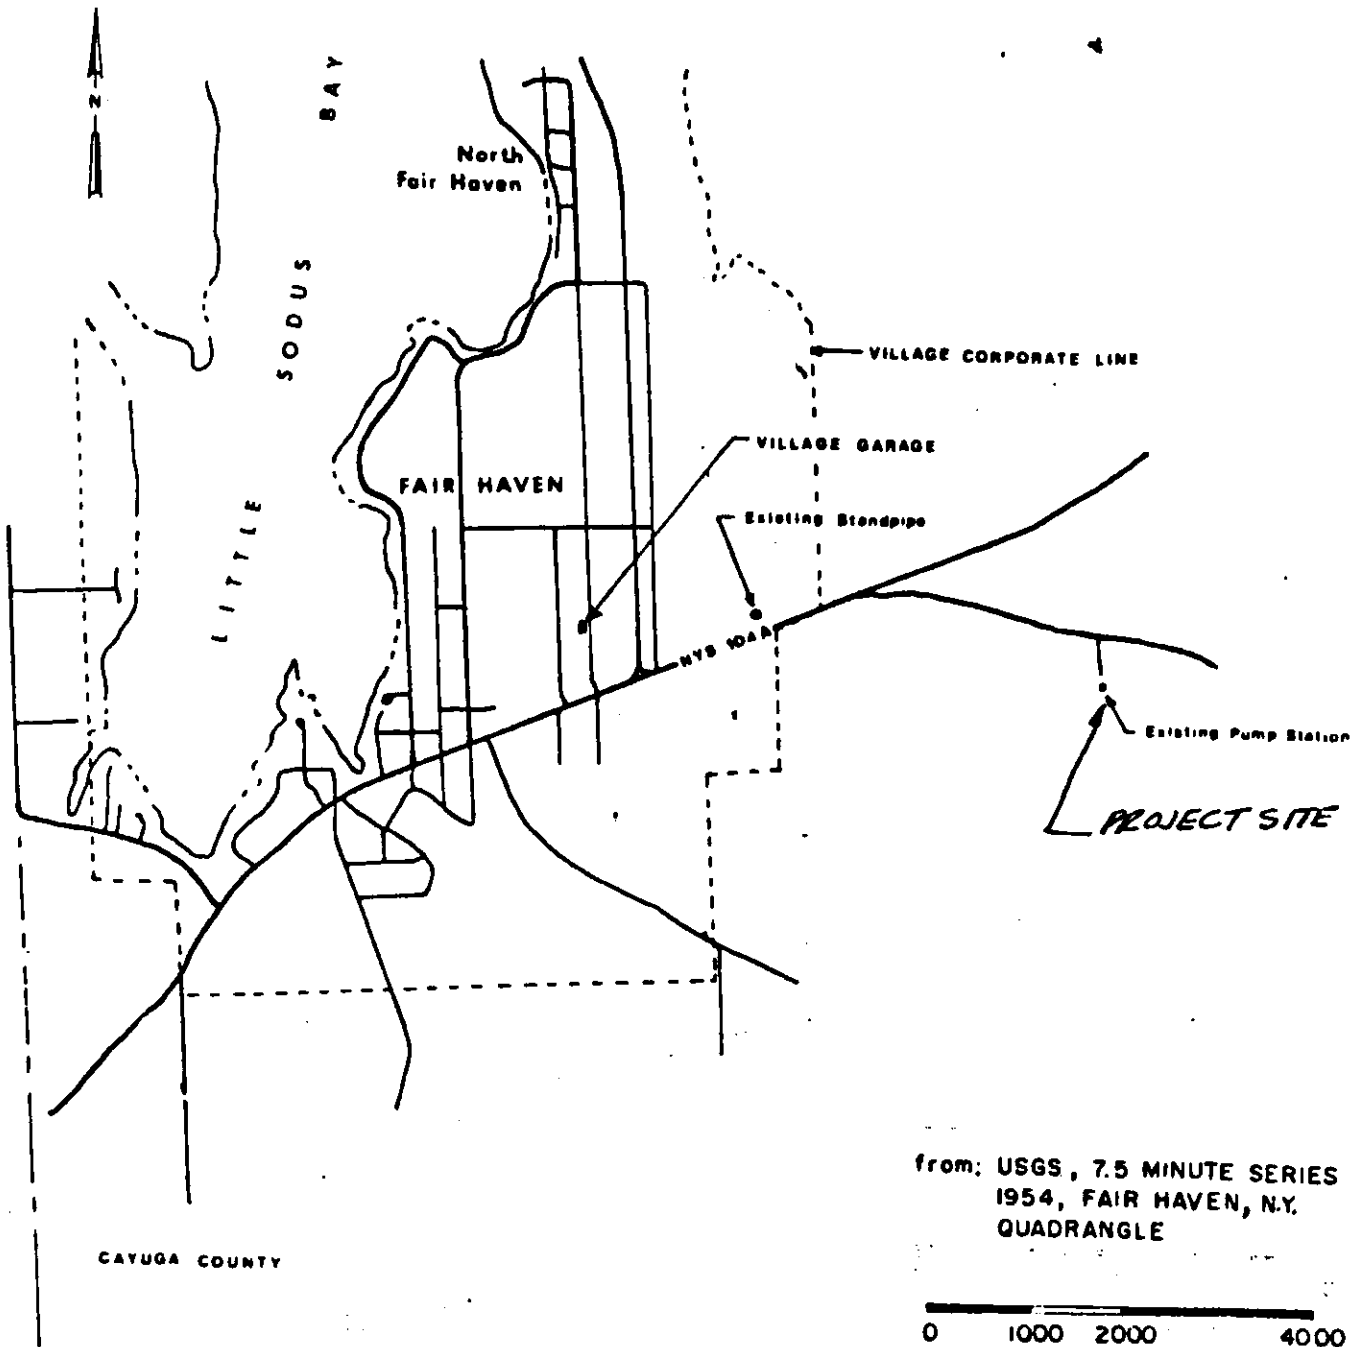 N
BAY
North
Fair Haven
SODUS
VILLAGE CORPORATE LINE
VILLAGE GARAGE
FAIR HAVEN
Existing Standpipe
LITTLE
NYS 104A
Existing Pump Station
PROJECT SITE
from: USGS, 7.5 MINUTE SERIES
1954, FAIR HAVEN, N.Y.
QUADRANGLE
CAYUGA COUNTY
0 1000 2000 4000